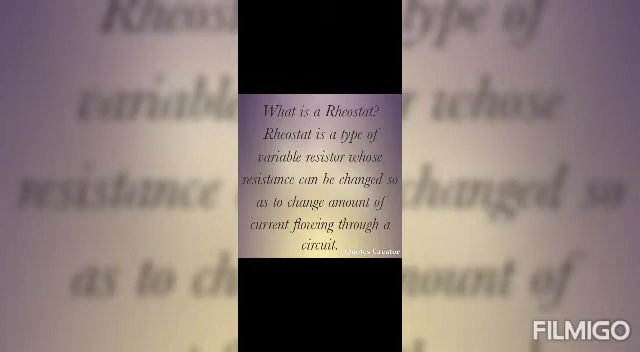 What is a Rheostat?
Rheostat is a type of
variable resistor whose
resistance can be changed so
as to change amount of
current flowing through a
circuit.
Quotes Creator
FILMIGO